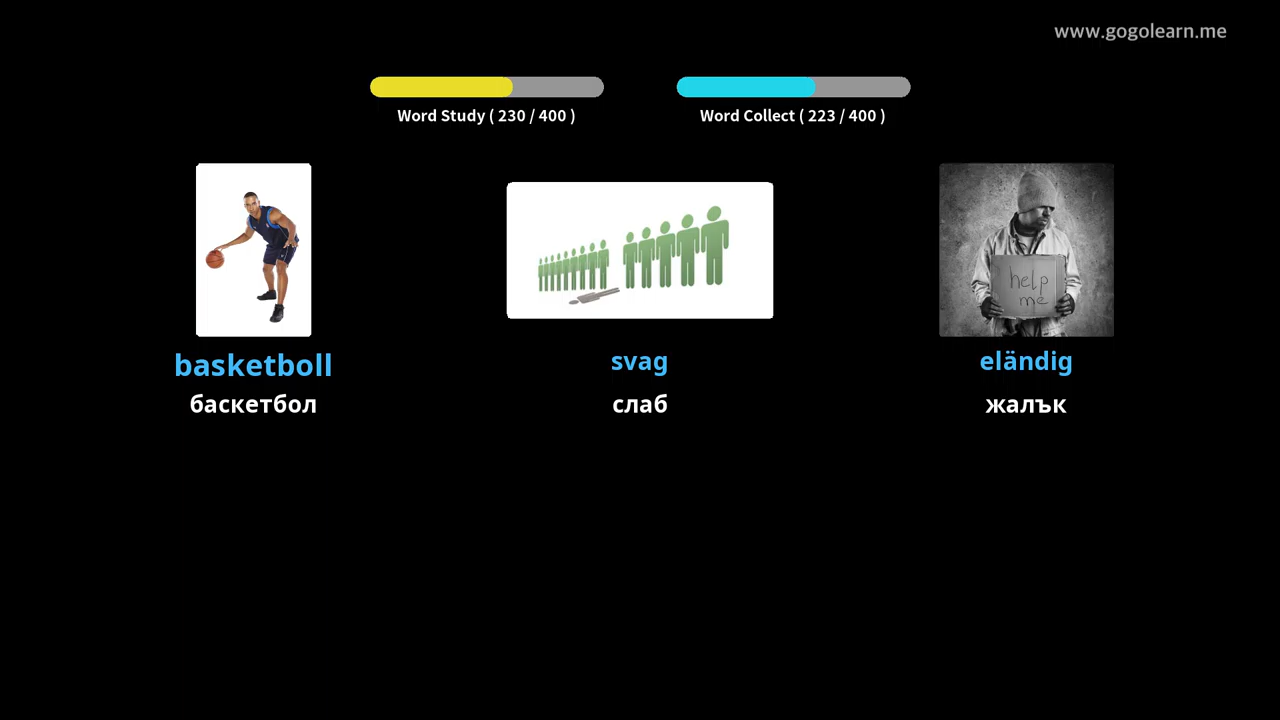 www.gogolearn.me
Word Study ( 230 / 400 )
Word Collect ( 223 / 400 )
help
me
basketboll
svag
eländig
баскетбол
слаб
жалък